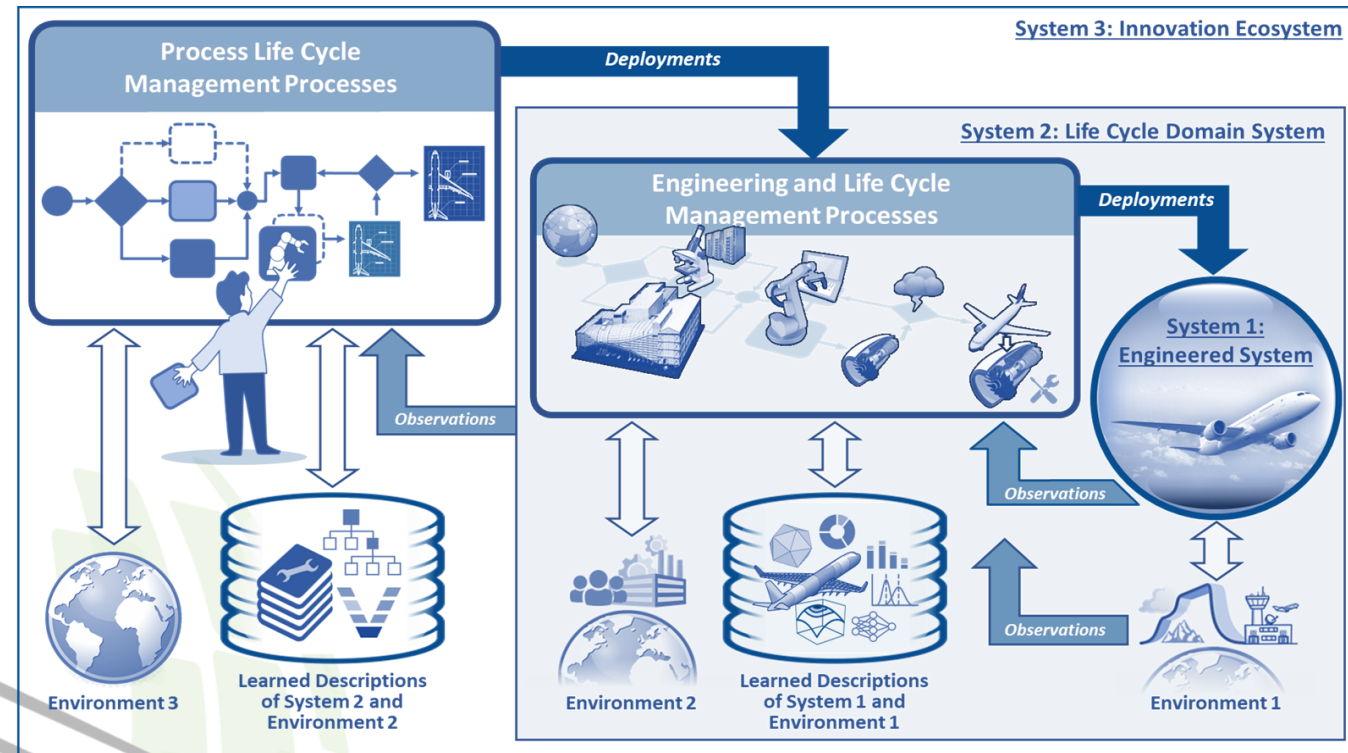 System 3: Innovation Ecosystem
Process Life Cycle
Management Processes
Deployments
System 2: Life Cycle Domain System
Engineering and Life Cycle
Management Processes
Deployments
System 1:
Engineered System
Observations
Observations
Observations
Environment 3
Learned Descriptions
of System 2 and
Environment 2
Environment 2
Learned Descriptions
of System 1 and
Environment 1
Environment 1